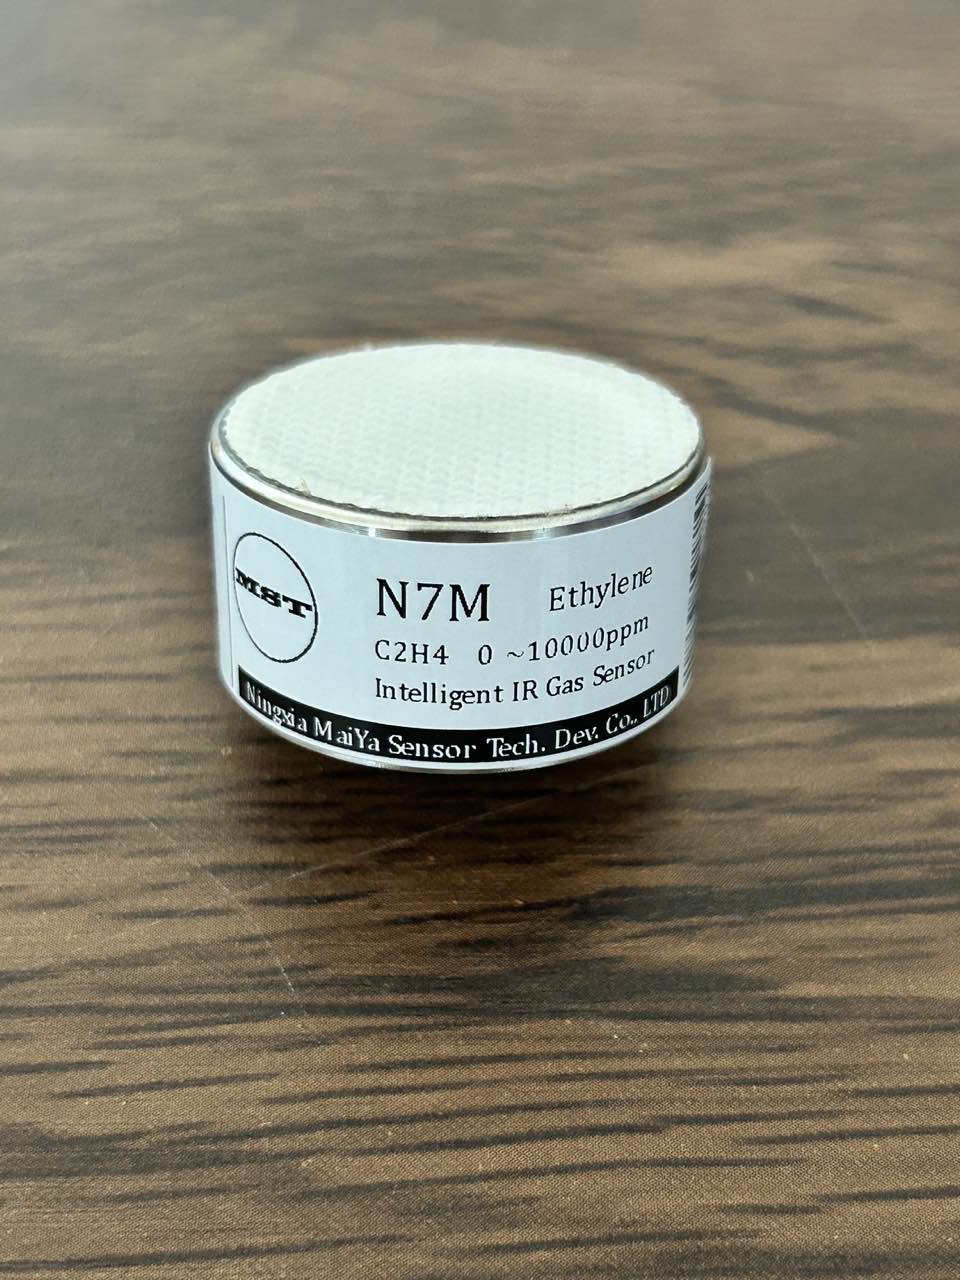 MST
N7M Ethylene
C2H4 0 ~10000ppm
Intelligent IR Gas Sensor
Ningxia MaiYa Sensor Tech. Dev. Co., LTD